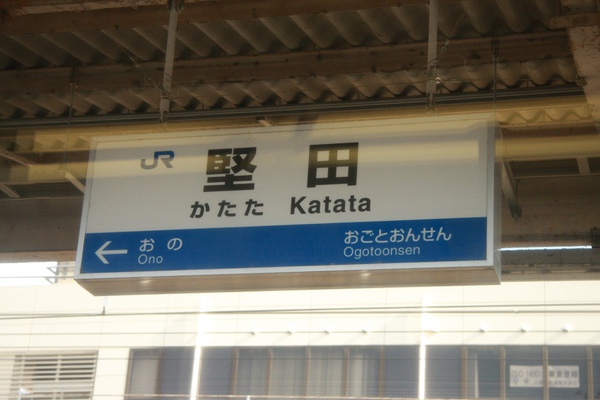 JR 堅田
かたた Katata
← おの おごとおんせん
Ono Ogotoonsen